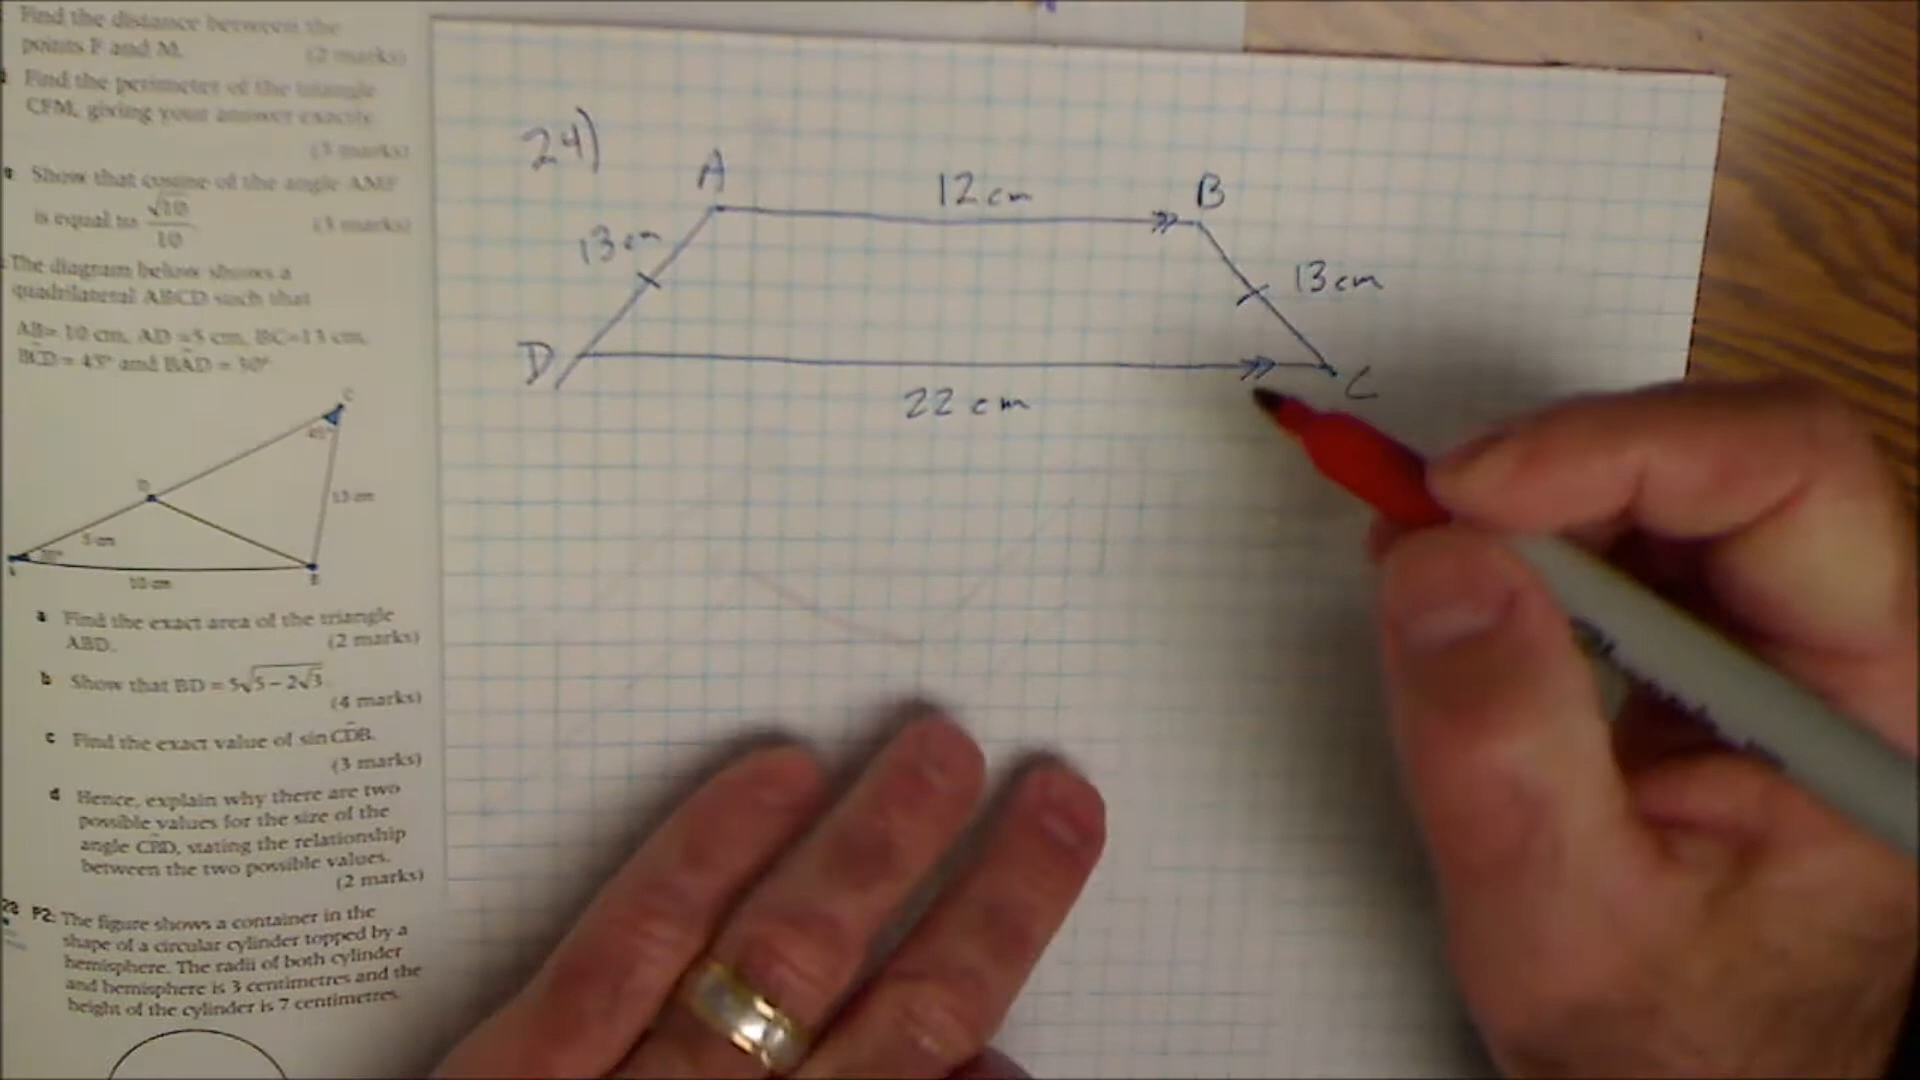 Find the distance between the
points F and M.
(2 marks)
Find the perimeter of the triangle
CFM, giving your answer exactly.
(3 marks)
Show that cosine of the angle AMF
is equal to √10/10
(3 marks)
The diagram below shows a
quadrilateral ABCD such that
AB= 10 cm, AD =5 cm, BC=13 cm,
BĈD = 45° and BÂD = 30°
C
45°
D
13 cm
5 cm
30°
B
10 cm
a Find the exact area of the triangle
ABD.
(2 marks)
b Show that BD = 5√5-2√3
(4 marks)
c Find the exact value of sin CD̂B.
(3 marks)
d Hence, explain why there are two
possible values for the size of the
angle CB̂D, stating the relationship
between the two possible values.
(2 marks)
P2: The figure shows a container in the
shape of a circular cylinder topped by a
hemisphere. The radii of both cylinder
and hemisphere is 3 centimetres and the
height of the cylinder is 7 centimetres.
24)
A
12 cm
B
13 cm
13 cm
D
C
22 cm